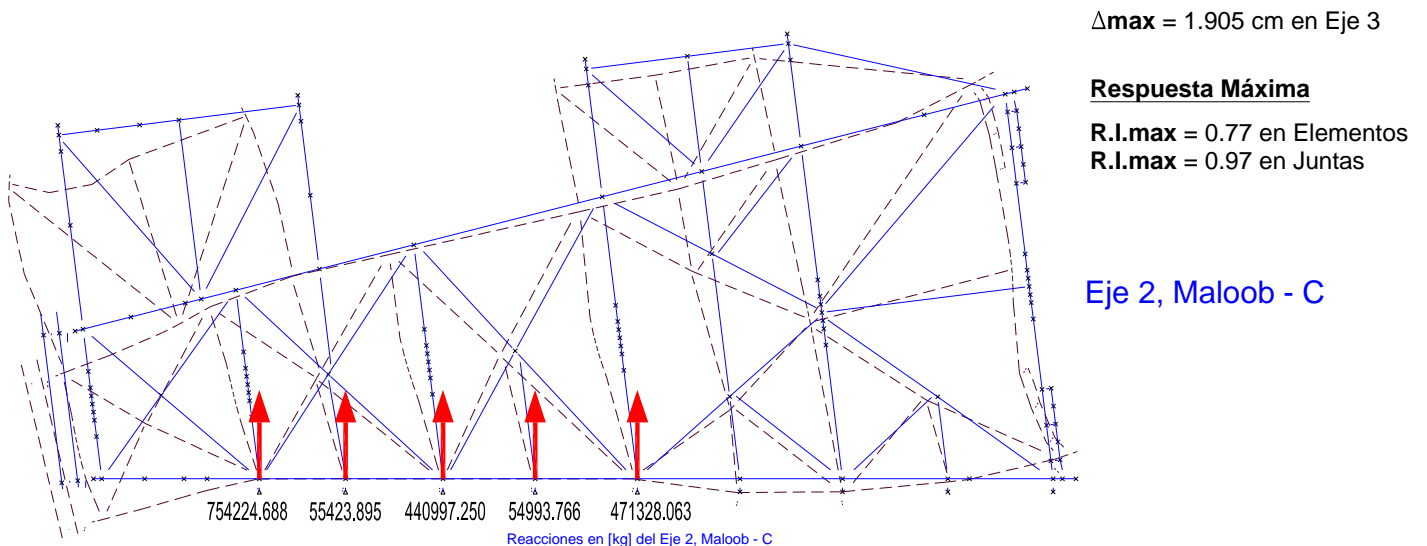 Δmax = 1.905 cm en Eje 3
Respuesta Máxima
R.I.max = 0.77 en Elementos
R.I.max = 0.97 en Juntas
Eje 2, Maloob - C
754224.688 55423.895 440997.250 54993.766 471328.063
Reacciones en [kg] del Eje 2, Maloob - C